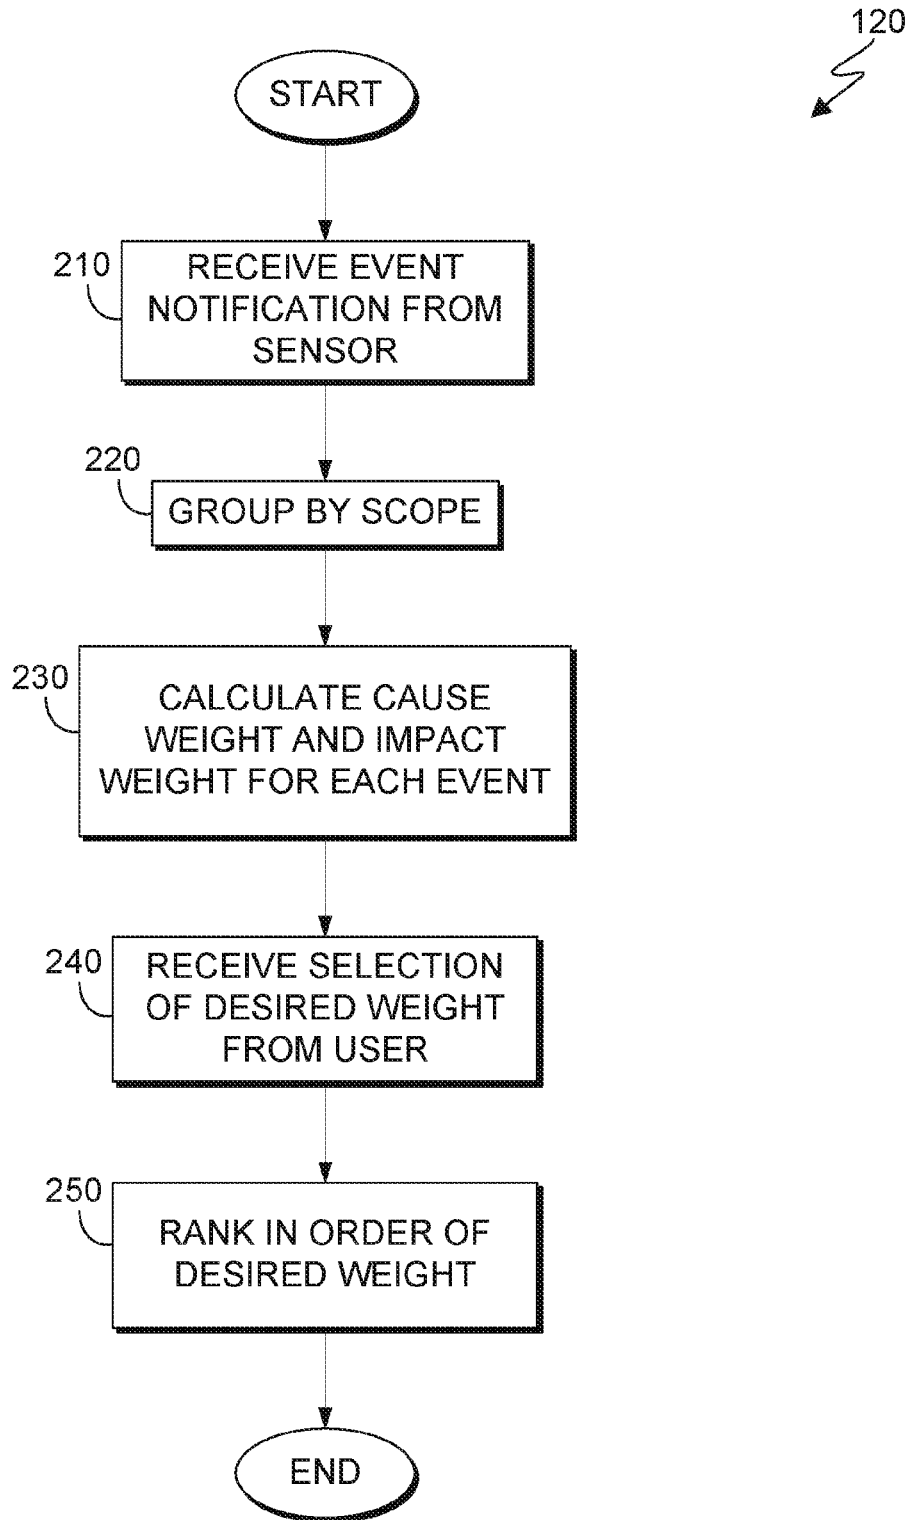 120
START
210
RECEIVE EVENT
NOTIFICATION FROM
SENSOR
220
GROUP BY SCOPE
230
CALCULATE CAUSE
WEIGHT AND IMPACT
WEIGHT FOR EACH EVENT
240
RECEIVE SELECTION
OF DESIRED WEIGHT
FROM USER
250
RANK IN ORDER OF
DESIRED WEIGHT
END